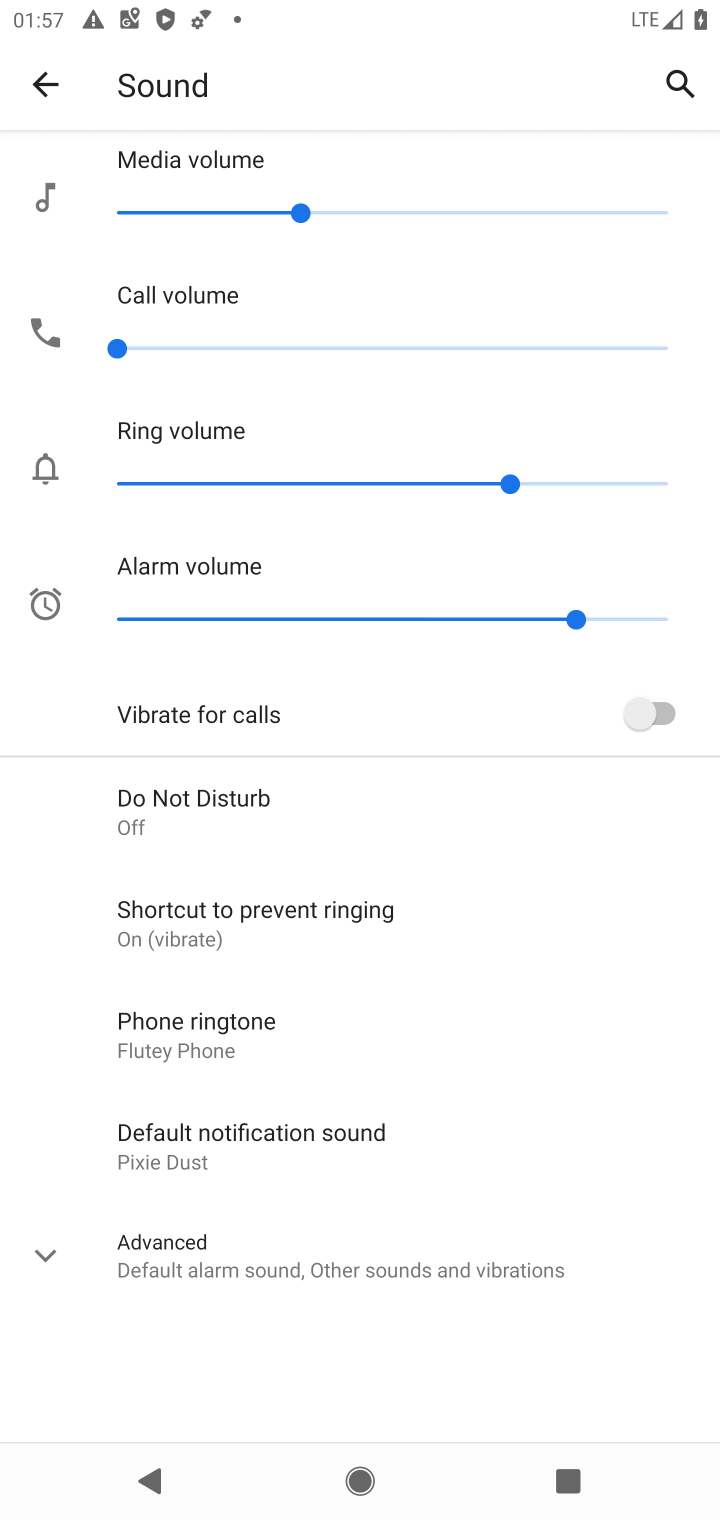 01:57
LTE
Sound
Media volume
Call volume
Ring volume
Alarm volume
Vibrate for calls
Do Not Disturb
Off
Shortcut to prevent ringing
On (vibrate)
Phone ringtone
Flutey Phone
Default notification sound
Pixie Dust
Advanced
Default alarm sound, Other sounds and vibrations